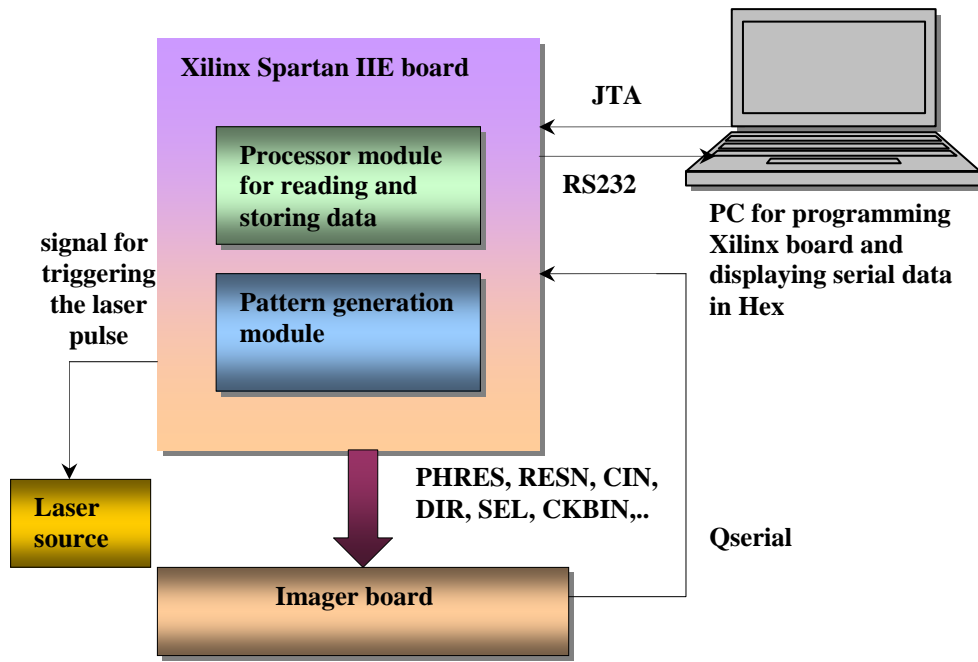 Xilinx Spartan IIE board
JTA
Processor module
for reading and
storing data
RS232
PC for programming
Xilinx board and
displaying serial data
in Hex
signal for
triggering
the laser
pulse
Pattern generation
module
PHRES, RESN, CIN,
DIR, SEL, CKBIN,..
Laser
source
Qserial
Imager board